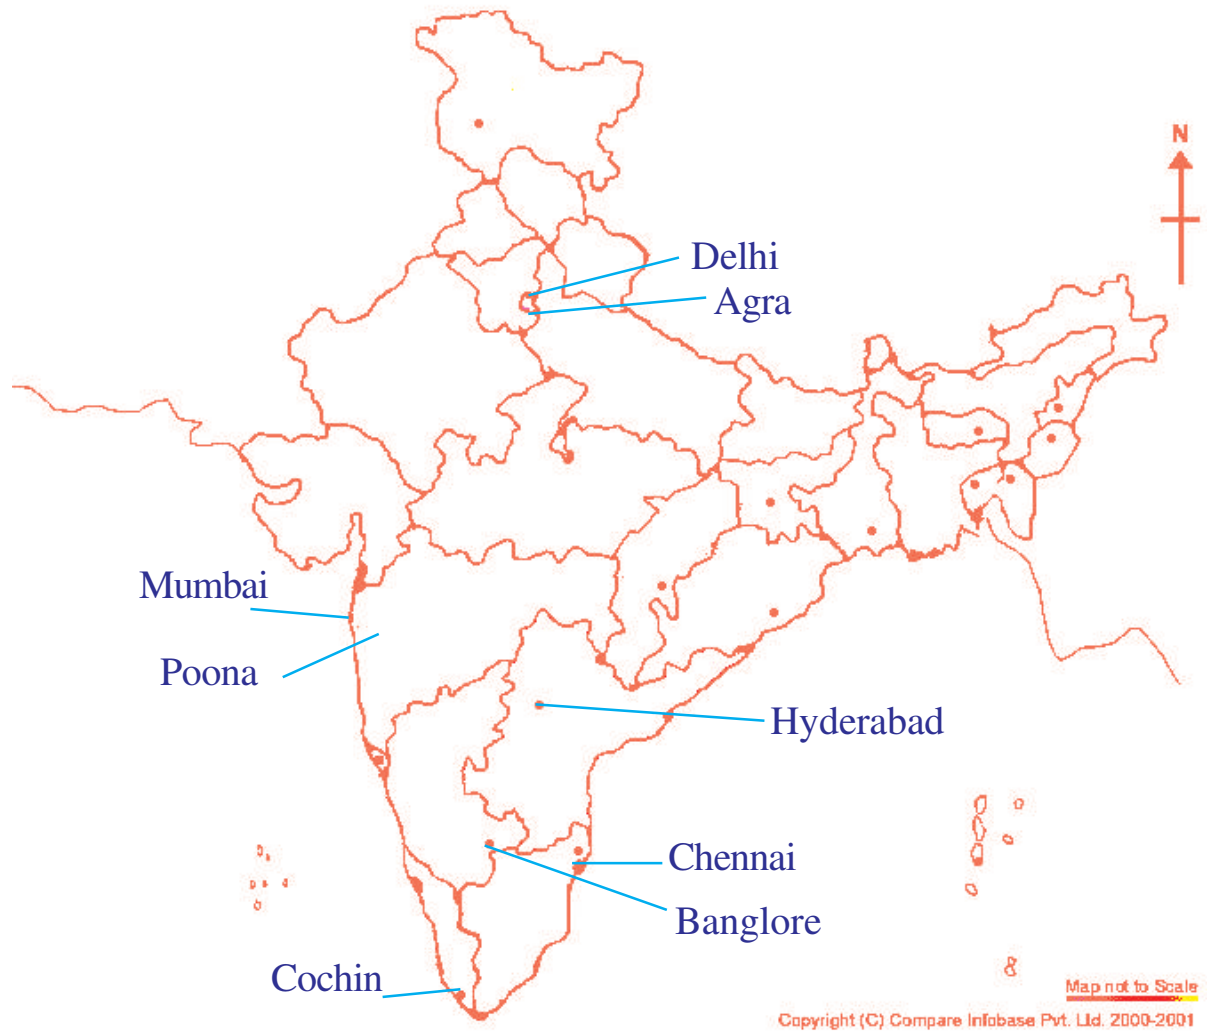 N
Delhi
Agra
Mumbai
Poona
Hyderabad
Chennai
Banglore
Cochin
Map not to Scale
Copyright (C) Compare Infobase Pvt. Ltd. 2000-2001